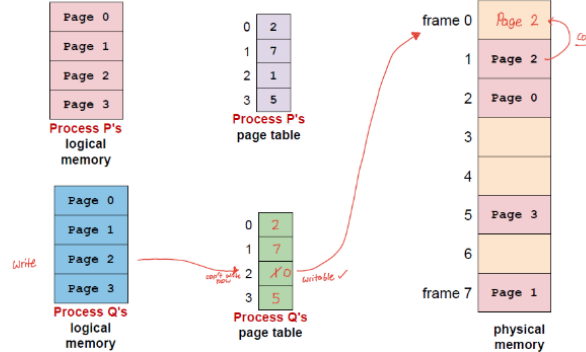 Page 0
Page 1
Page 2
Page 3
Process P's
logical
memory
0 2
1 7
2 1
3 5
Process P's
page table
Write
Page 0
Page 1
Page 2
Page 3
Process Q's
logical
memory
0 2
1 7
2 1 0
3 5
writable ✓
Process Q's
page table
frame 0 Page 2
1 Page 2
2 Page 0
3
4
5 Page 3
6
frame 7 Page 1
physical
memory